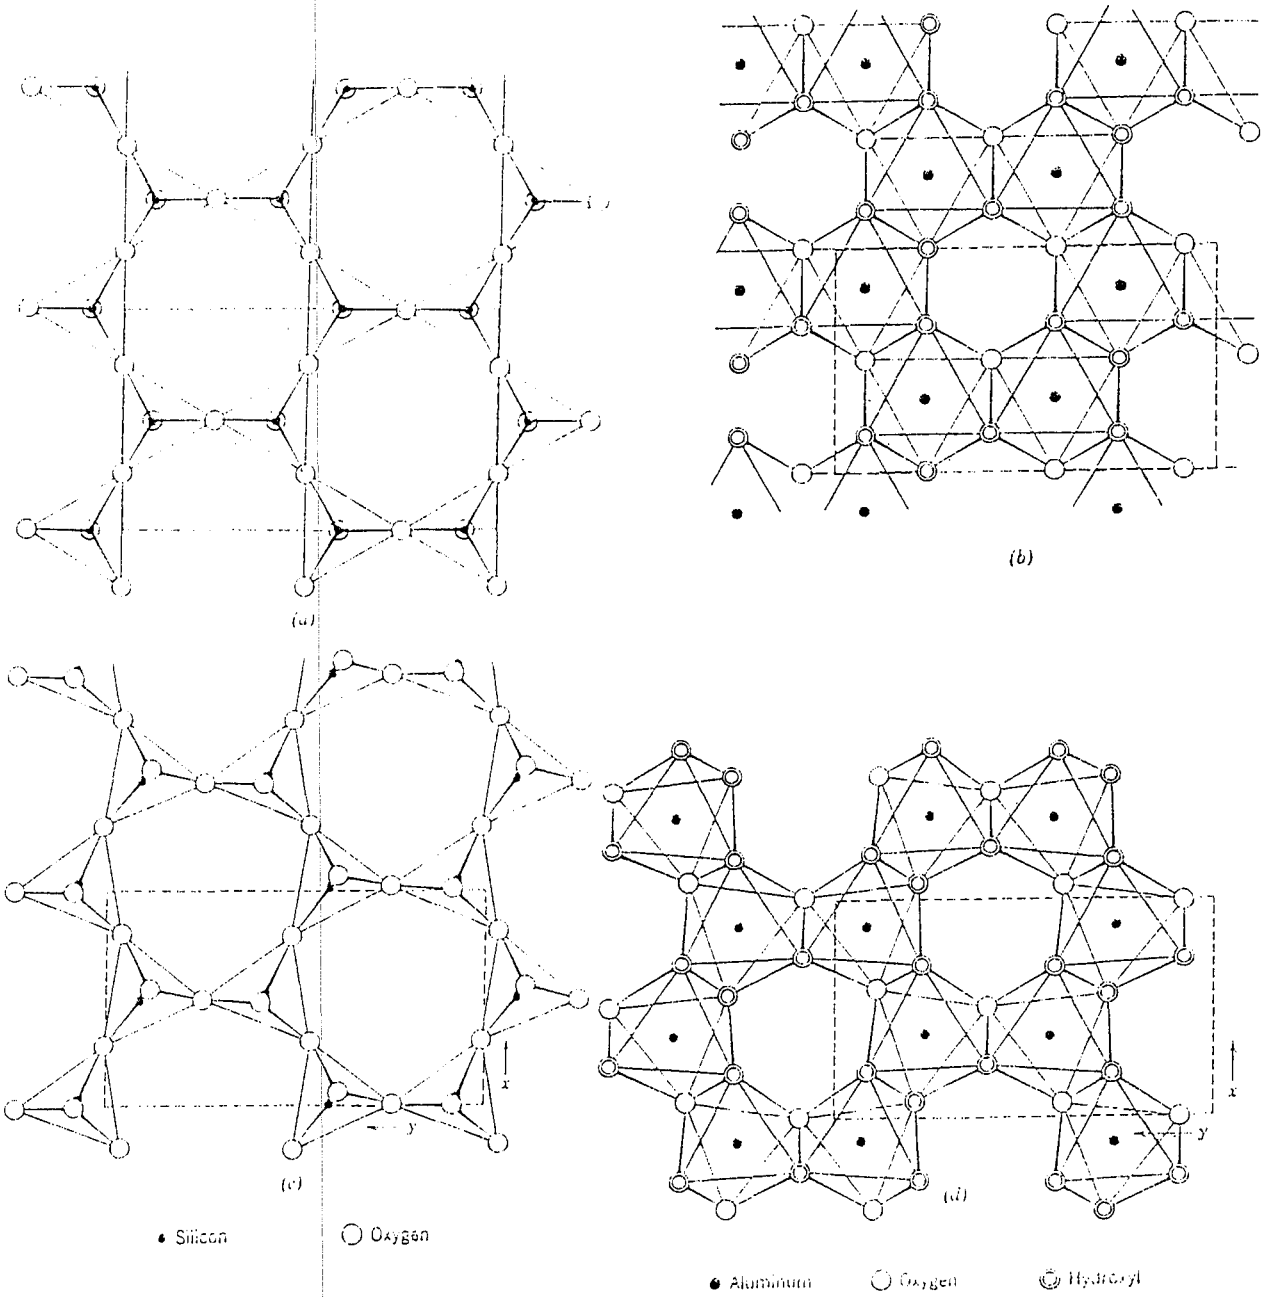 (a)
(b)
(c)
x
y
(d)
x
y
Silicon
Oxygen
Aluminum
Oxygen
Hydroxyl